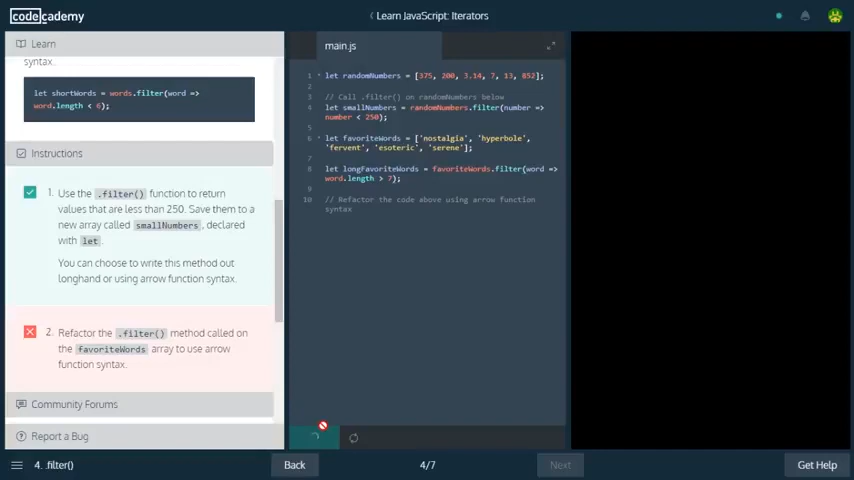 codecademy
Learn JavaScript: Iterators
Learn
syntax.
let shortWords = words.filter(word =>
word.length < 6);
Instructions
1. Use the .filter() function to return
values that are less than 250. Save them to a
new array called smallNumbers, declared
with let.
You can choose to write this method out
longhand or using arrow function syntax.
2. Refactor the .filter() method called on
the favoriteWords array to use arrow
function syntax.
Community Forums
Report a Bug
main.js
1 let randomNumbers = [375, 200, 3.14, 7, 13, 852];
2
3 // Call .filter() on randomNumbers below
4 let smallNumbers = randomNumbers.filter(number =>
number < 250);
5
6 let favoriteWords = ['nostalgia', 'hyperbole',
'fervent', 'esoteric', 'serene'];
7
8 let longFavoriteWords = favoriteWords.filter(word =>
word.length > 7);
9
10 // Refactor the code above using arrow function
syntax
4. .filter()
Back
4/7
Next
Get Help